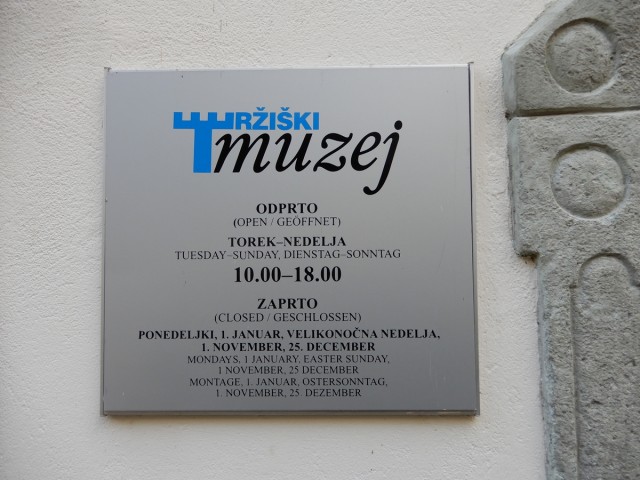 TRŽIŠKI
muzej
ODPRTO
(OPEN / GEÖFFNET)
TOREK–NEDELJA
TUESDAY–SUNDAY, DIENSTAG–SONNTAG
10.00–18.00
ZAPRTO
(CLOSED / GESCHLOSSEN)
PONEDELJKI, 1. JANUAR, VELIKONOČNA NEDELJA,
1. NOVEMBER, 25. DECEMBER
MONDAYS, 1 JANUARY, EASTER SUNDAY,
1 NOVEMBER, 25 DECEMBER
MONTAGE, 1. JANUAR, OSTERSONNTAG,
1. NOVEMBER, 25. DEZEMBER